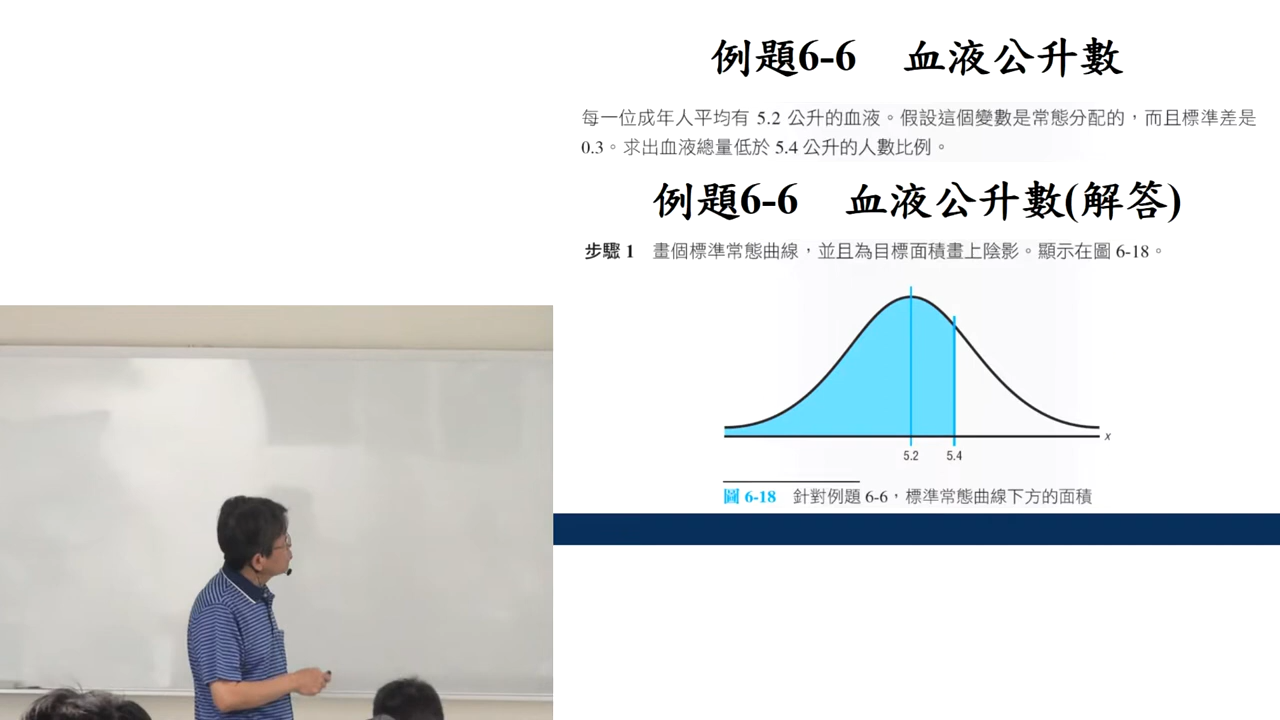 例題6-6 血液公升數
每一位成年人平均有 5.2 公升的血液。假設這個變數是常態分配的，而且標準差是
0.3。求出血液總量低於 5.4 公升的人數比例。
例題6-6 血液公升數(解答)
步驟 1 畫個標準常態曲線，並且為目標面積畫上陰影。顯示在圖 6-18。
x
5.2 5.4
圖 6-18 針對例題 6-6，標準常態曲線下方的面積